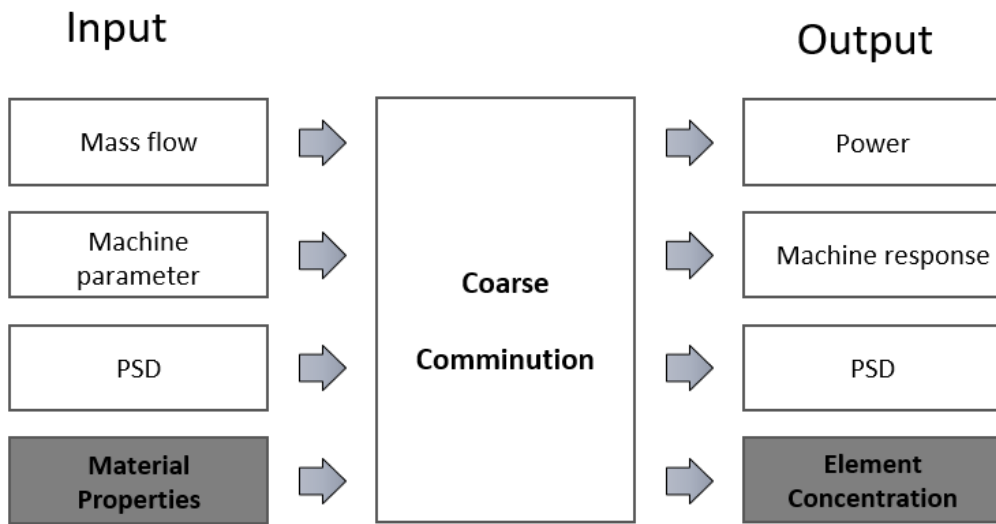 Input
Output
Mass flow
Machine
parameter
PSD
Material
Properties
Coarse
Comminution
Power
Machine response
PSD
Element
Concentration